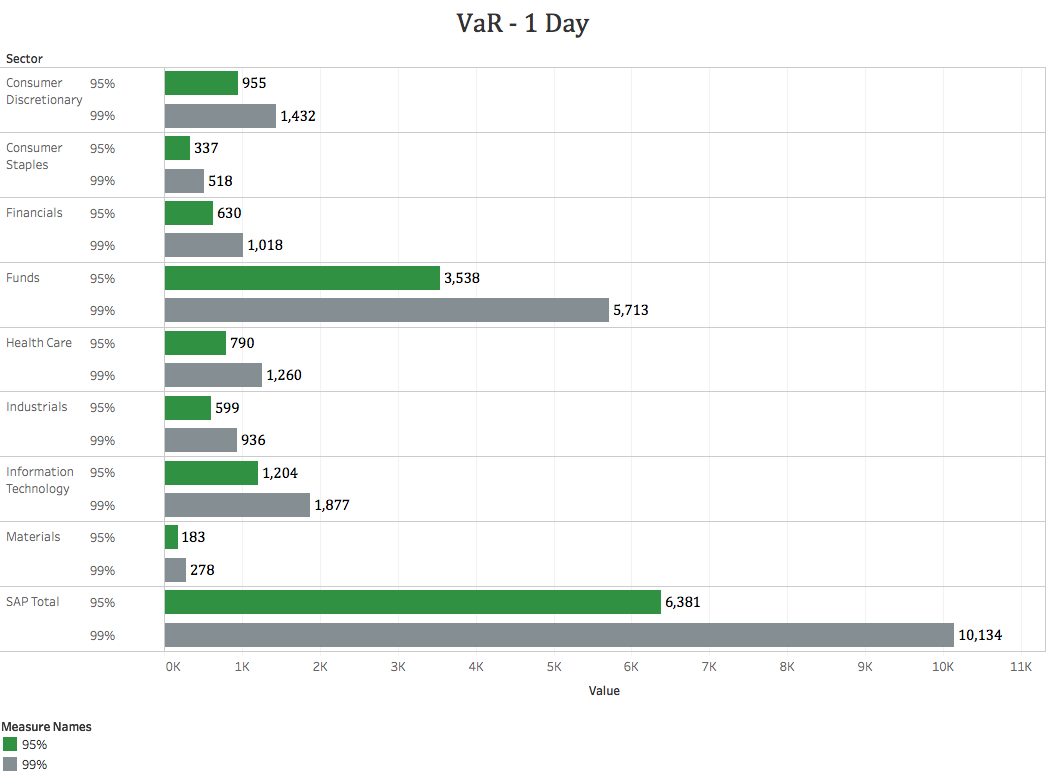 VaR - 1 Day
Sector
Consumer Discretionary 95% 955
99% 1,432
Consumer Staples 95% 337
99% 518
Financials 95% 630
99% 1,018
Funds 95% 3,538
99% 5,713
Health Care 95% 790
99% 1,260
Industrials 95% 599
99% 936
Information Technology 95% 1,204
99% 1,877
Materials 95% 183
99% 278
SAP Total 95% 6,381
99% 10,134
0K 1K 2K 3K 4K 5K 6K 7K 8K 9K 10K 11K
Value
Measure Names
95%
99%